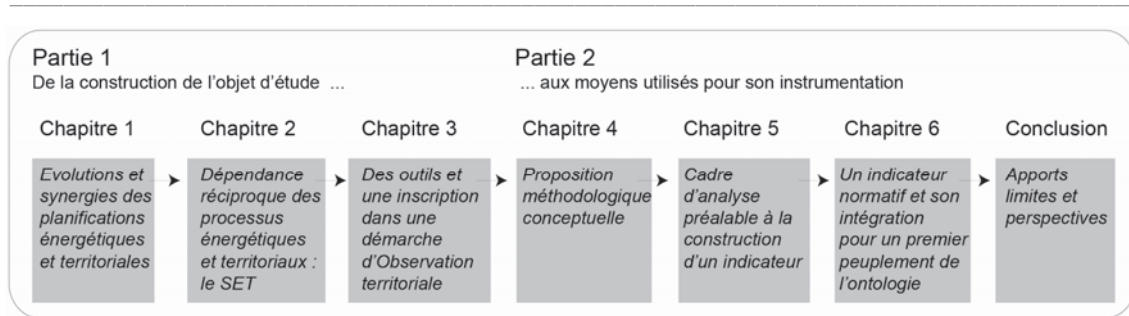 Partie 1
De la construction de l'objet d'étude ...
Partie 2
... aux moyens utilisés pour son instrumentation
Chapitre 1
Evolutions et
synergies des
planifications
énergétiques
et territoriales
Chapitre 2
Dépendance
réciproque des
processus
énergétiques
et territoriaux :
le SET
Chapitre 3
Des outils et
une inscription
dans une
démarche
d'Observation
territoriale
Chapitre 4
Proposition
méthodologique
conceptuelle
Chapitre 5
Cadre
d'analyse
préalable à la
construction
d'un indicateur
Chapitre 6
Un indicateur
normatif et son
intégration
pour un premier
peuplement de
l'ontologie
Conclusion
Apports
limites et
perspectives